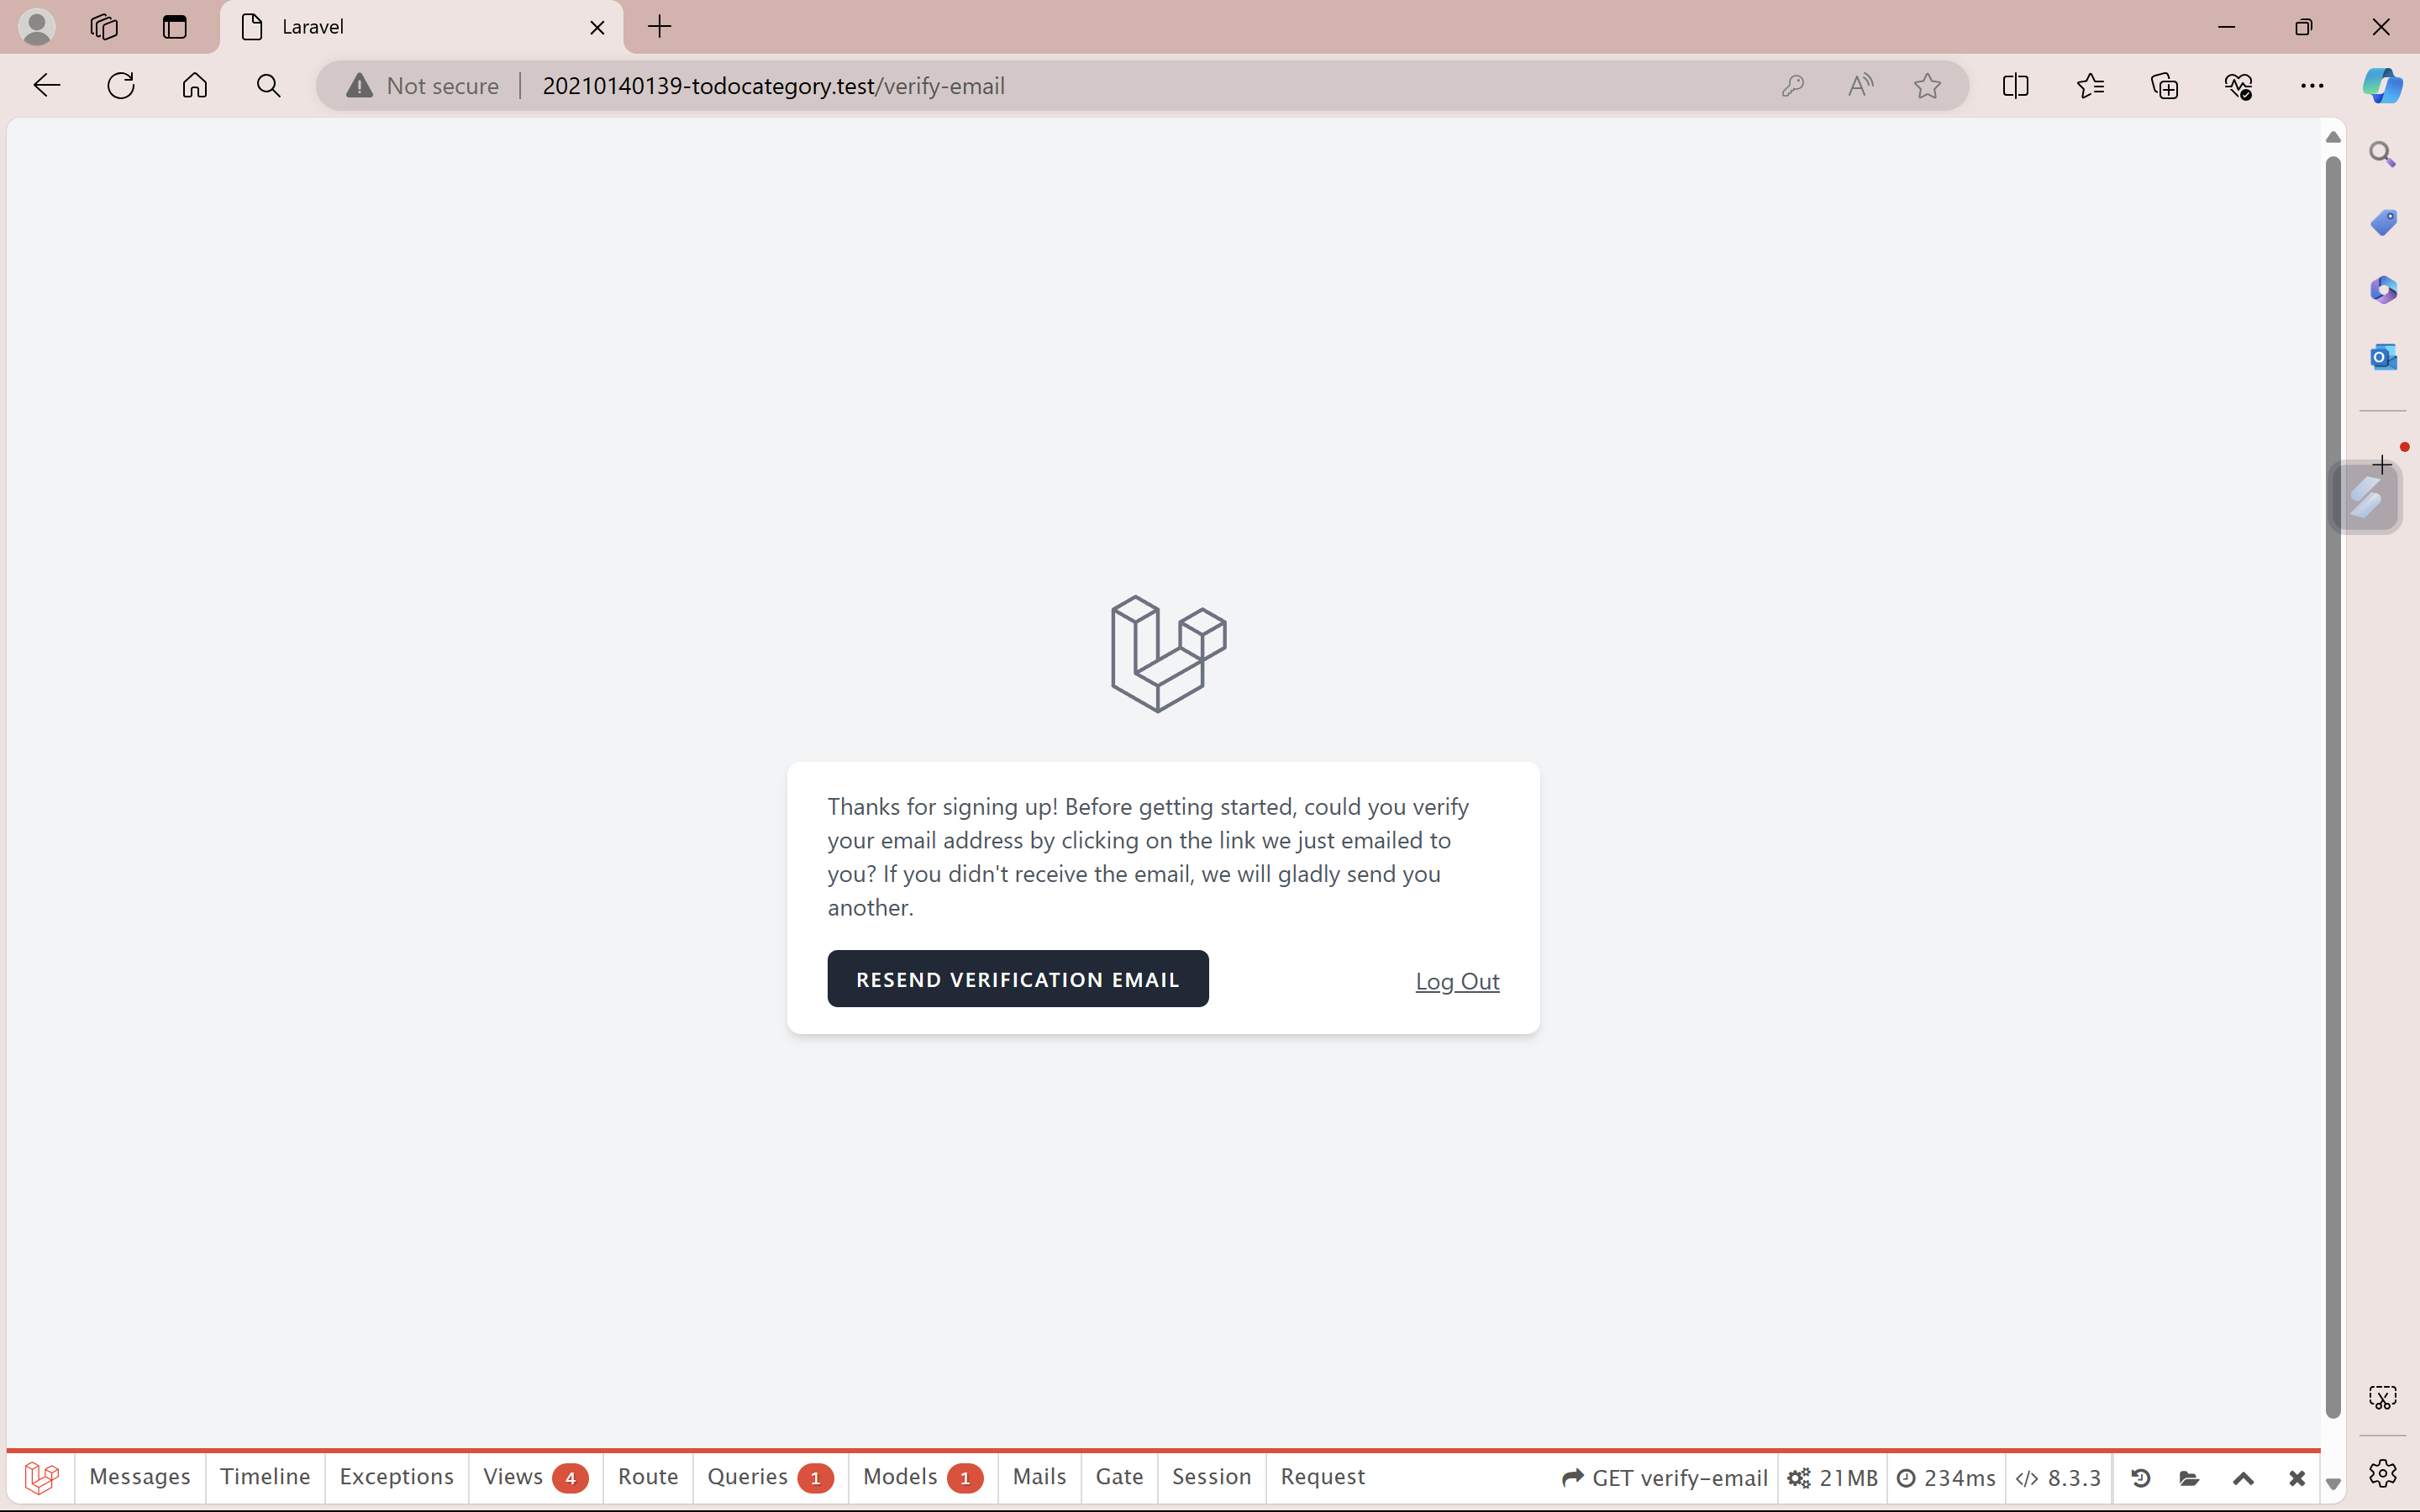 Laravel
Not secure 20210140139-todocategory.test/verify-email
Thanks for signing up! Before getting started, could you verify
your email address by clicking on the link we just emailed to
you? If you didn't receive the email, we will gladly send you
another.
RESEND VERIFICATION EMAIL Log Out
Messages Timeline Exceptions Views 4 Route Queries 1 Models 1 Mails Gate Session Request GET verify-email 21MB 234ms 8.3.3